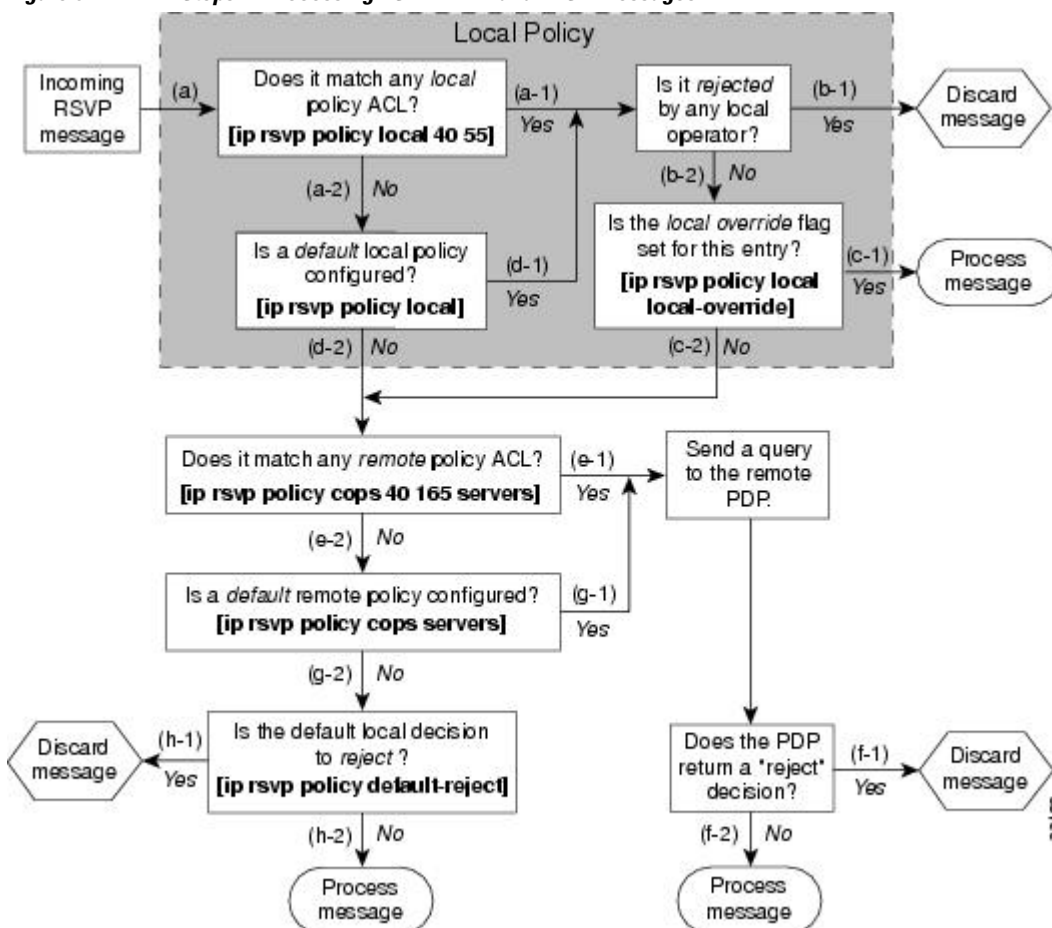 Local Policy
Incoming
RSVP
message
(a)
Does it match any local
policy ACL?
[ip rsvp policy local 40 55]
(a-1)
Yes
Is it rejected
by any local
operator?
(b-1)
Yes
Discard
message
(a-2) No
(b-2) No
Is a default local policy
configured?
[ip rsvp policy local]
(d-1)
Yes
Is the local override flag
set for this entry?
[ip rsvp policy local
local-override]
(c-1)
Yes
Process
message
(d-2) No
(c-2) No
Does it match any remote policy ACL?
[ip rsvp policy cops 40 165 servers]
(e-1)
Yes
Send a query
to the remote
PDP.
(e-2) No
Is a default remote policy configured?
[ip rsvp policy cops servers]
(g-1)
Yes
(g-2) No
Discard
message
(h-1)
Yes
Is the default local decision
to reject ?
[ip rsvp policy default-reject]
Does the PDP
return a "reject"
decision?
(f-1)
Yes
Discard
message
(h-2) No
(f-2) No
Process
message
Process
message